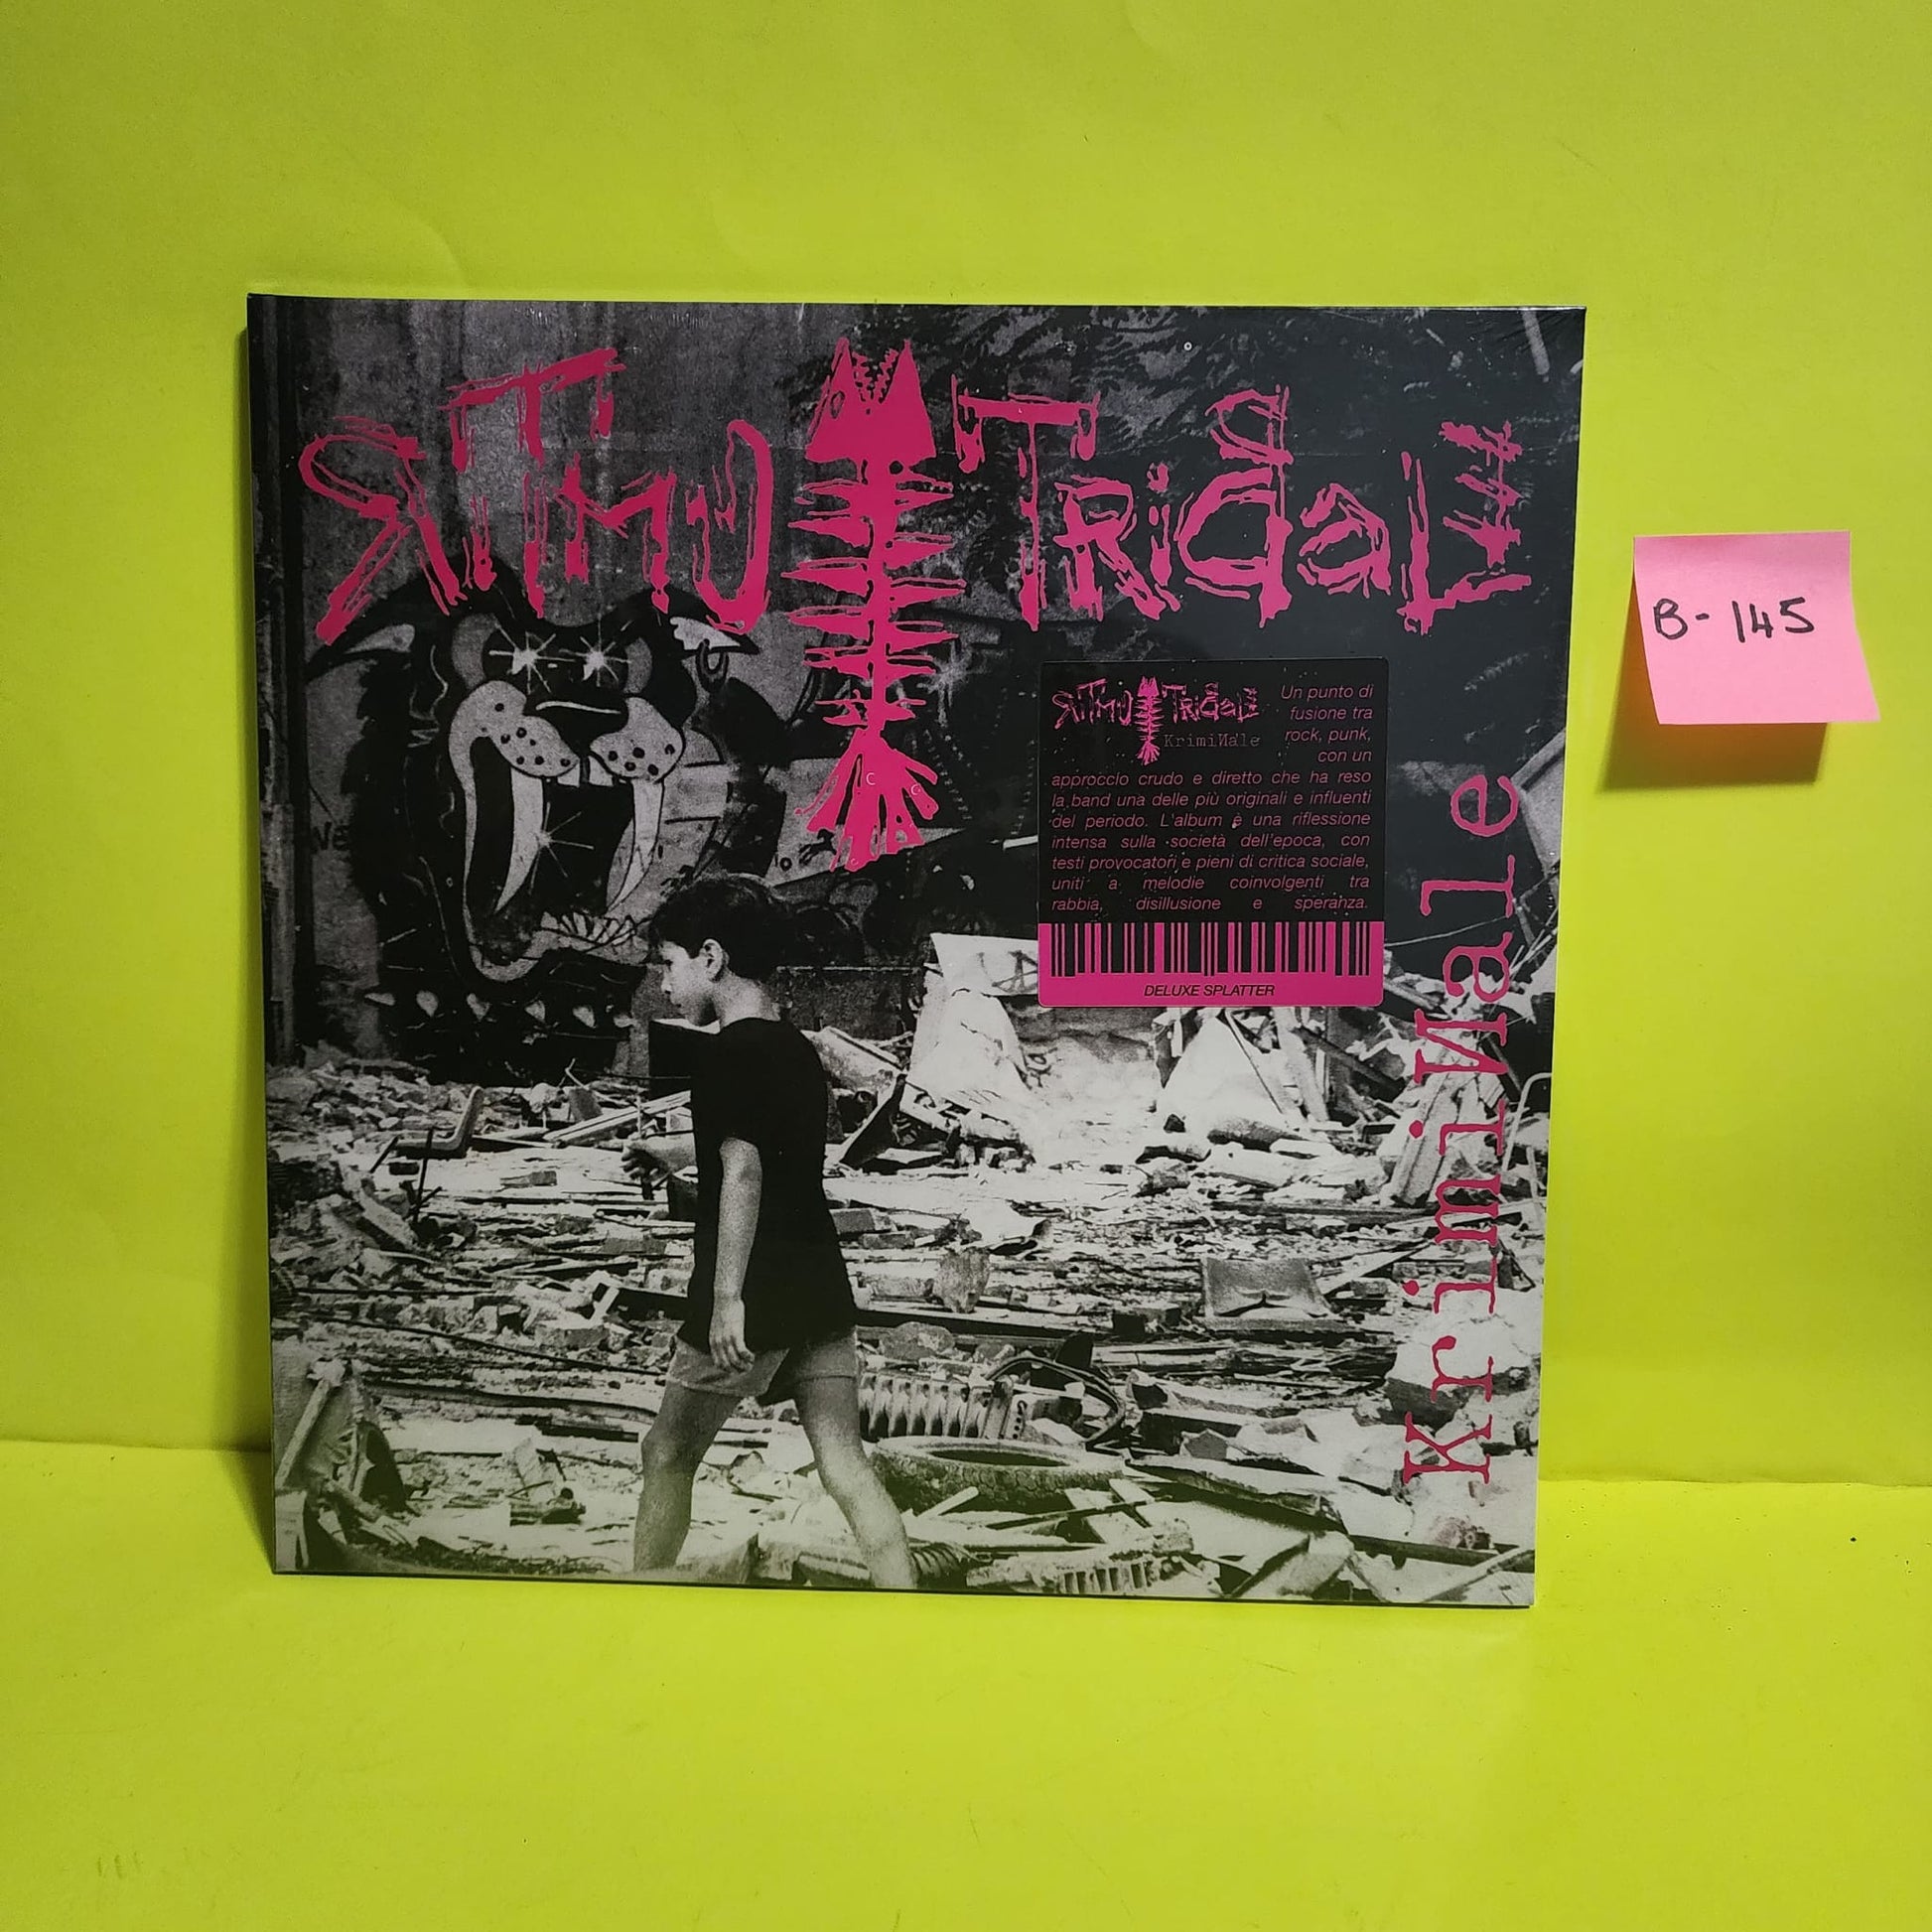 RITMO TRIBALE
B-145
RITMO TRIBALE
KrimiNale
Un punto di
fusione tra
rock, punk,
con un
approccio crudo e diretto che ha reso
la band una delle più originali e influenti
del periodo. L'album è una riflessione
intensa sulla società dell'epoca, con
testi provocatori e pieni di critica sociale,
uniti a melodie coinvolgenti tra
rabbia, disillusione e speranza.
DELUXE SPLATTER
KrimiNale